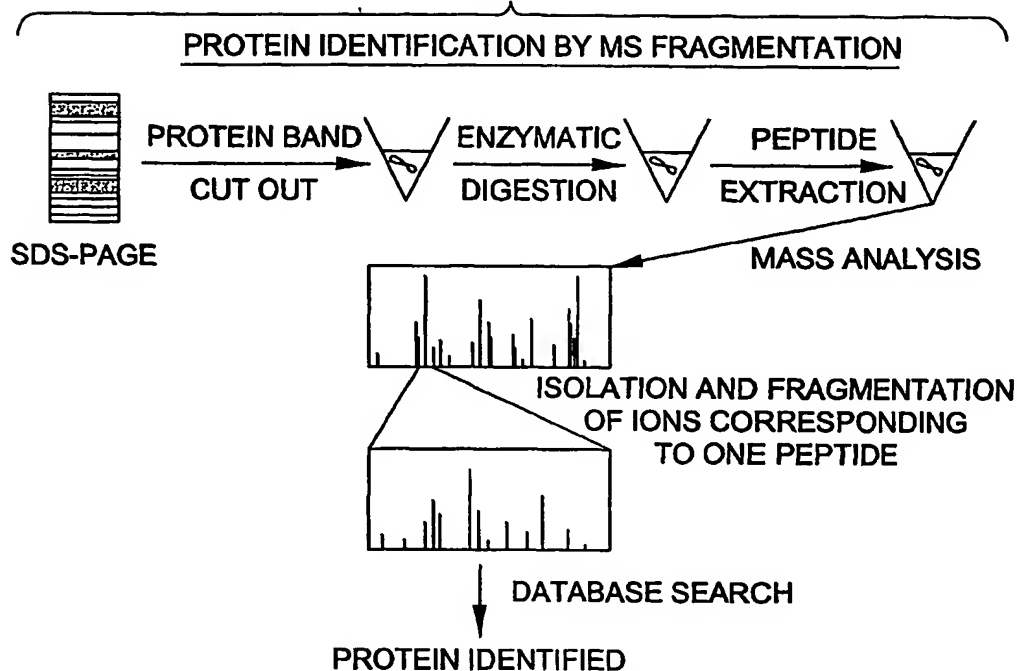 PROTEIN IDENTIFICATION BY MS FRAGMENTATION
PROTEIN BAND
CUT OUT
ENZYMATIC
DIGESTION
PEPTIDE
EXTRACTION
SDS-PAGE
MASS ANALYSIS
ISOLATION AND FRAGMENTATION
OF IONS CORRESPONDING
TO ONE PEPTIDE
DATABASE SEARCH
PROTEIN IDENTIFIED